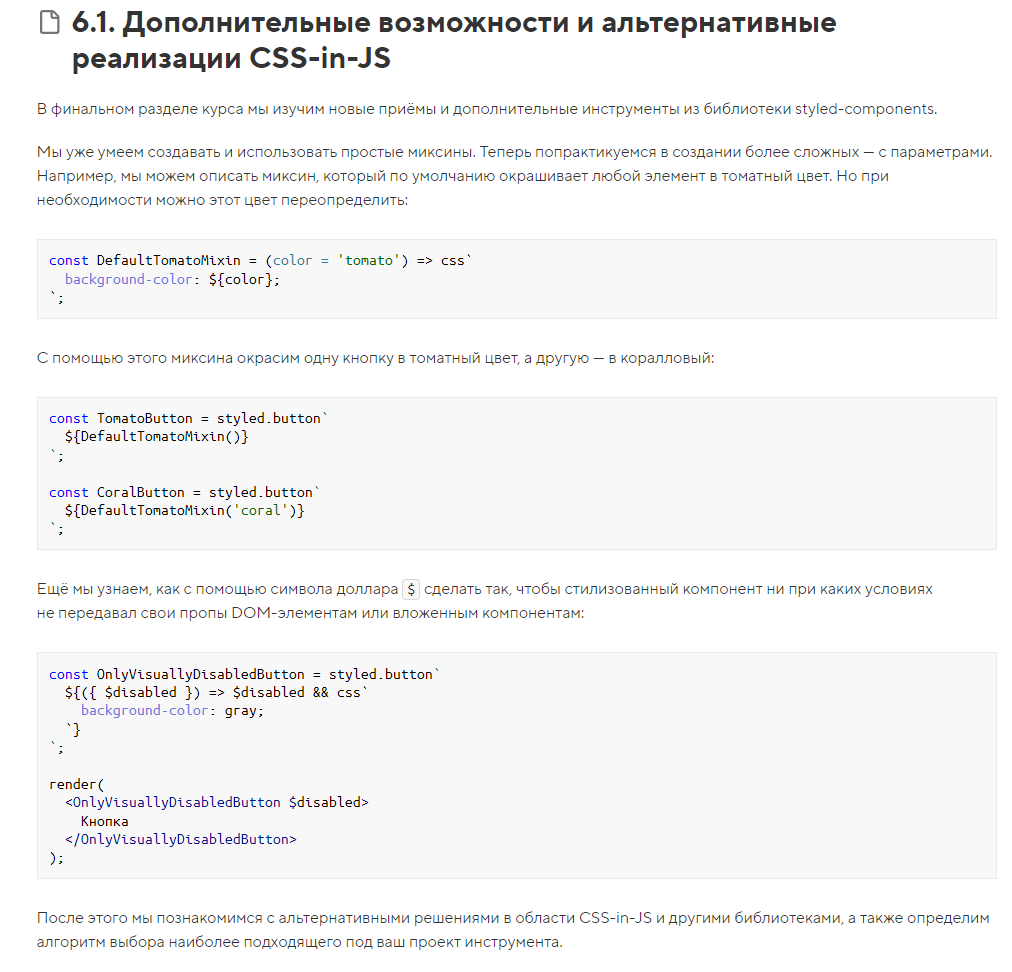 6.1. Дополнительные возможности и альтернативные
реализации CSS-in-JS
В финальном разделе курса мы изучим новые приёмы и дополнительные инструменты из библиотеки styled-components.
Мы уже умеем создавать и использовать простые миксины. Теперь попрактикуемся в создании более сложных — с параметрами.
Например, мы можем описать миксин, который по умолчанию окрашивает любой элемент в томатный цвет. Но при
необходимости можно этот цвет переопределить:
const DefaultTomatoMixin = (color = 'tomato') => css`
  background-color: ${color};
`;
С помощью этого миксина окрасим одну кнопку в томатный цвет, а другую — в коралловый:
const TomatoButton = styled.button`
  ${DefaultTomatoMixin()}
`;
const CoralButton = styled.button`
  ${DefaultTomatoMixin('coral')}
`;
Ещё мы узнаем, как с помощью символа доллара $ сделать так, чтобы стилизованный компонент ни при каких условиях
не передавал свои пропы DOM-элементам или вложенным компонентам:
const OnlyVisuallyDisabledButton = styled.button`
  ${({ $disabled }) => $disabled && css`
    background-color: gray;
  `}
`;
render(
  <OnlyVisuallyDisabledButton $disabled>
    Кнопка
  </OnlyVisuallyDisabledButton>
);
После этого мы познакомимся с альтернативными решениями в области CSS-in-JS и другими библиотеками, а также определим
алгоритм выбора наиболее подходящего под ваш проект инструмента.